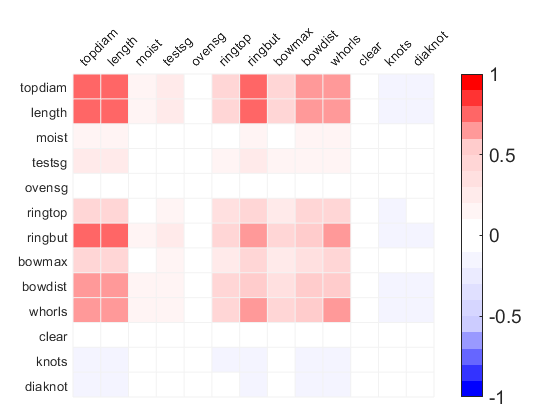 topdiam length moist testsg ovensg ringtop ringbut bowmax bowdist whorls clear knots diaknot
topdiam
length
moist
testsg
ovensg
ringtop
ringbut
bowmax
bowdist
whorls
clear
knots
diaknot
1
0.5
0
-0.5
-1